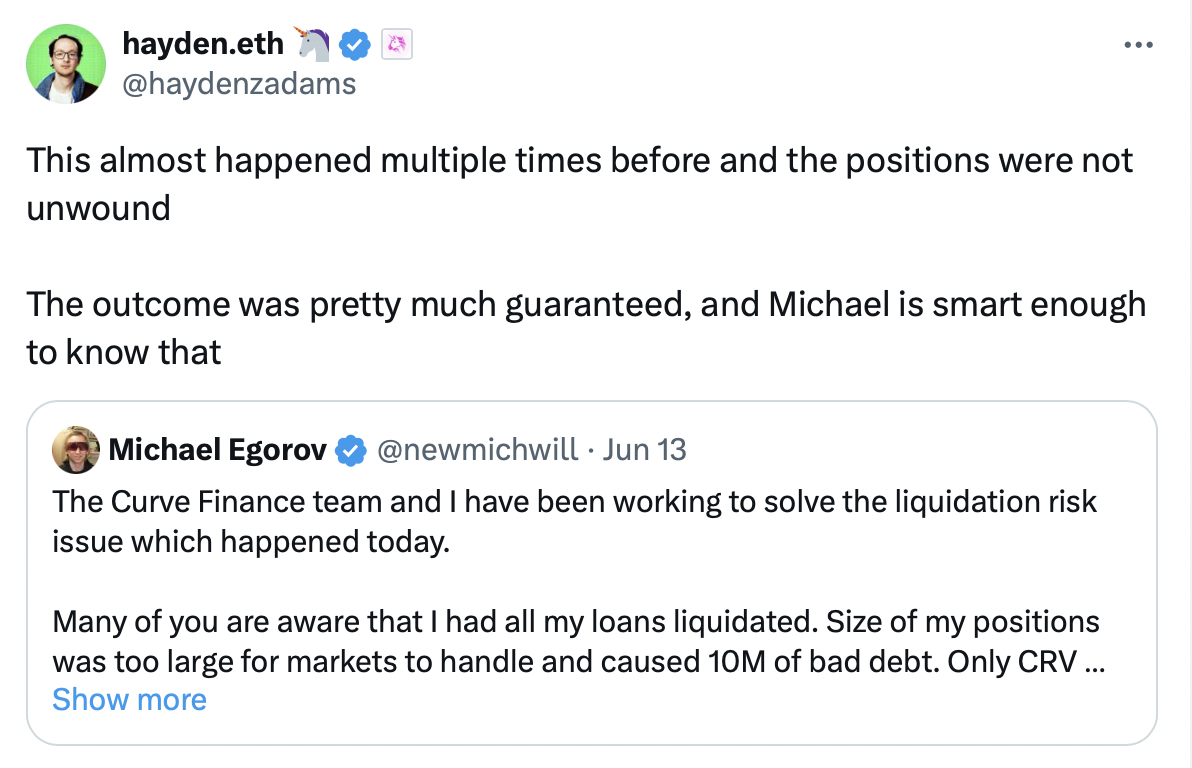 hayden.eth 🦄
@haydenzadams
This almost happened multiple times before and the positions were not
unwound
The outcome was pretty much guaranteed, and Michael is smart enough
to know that
Michael Egorov @newmichwill · Jun 13
The Curve Finance team and I have been working to solve the liquidation risk
issue which happened today.
Many of you are aware that I had all my loans liquidated. Size of my positions
was too large for markets to handle and caused 10M of bad debt. Only CRV ...
Show more